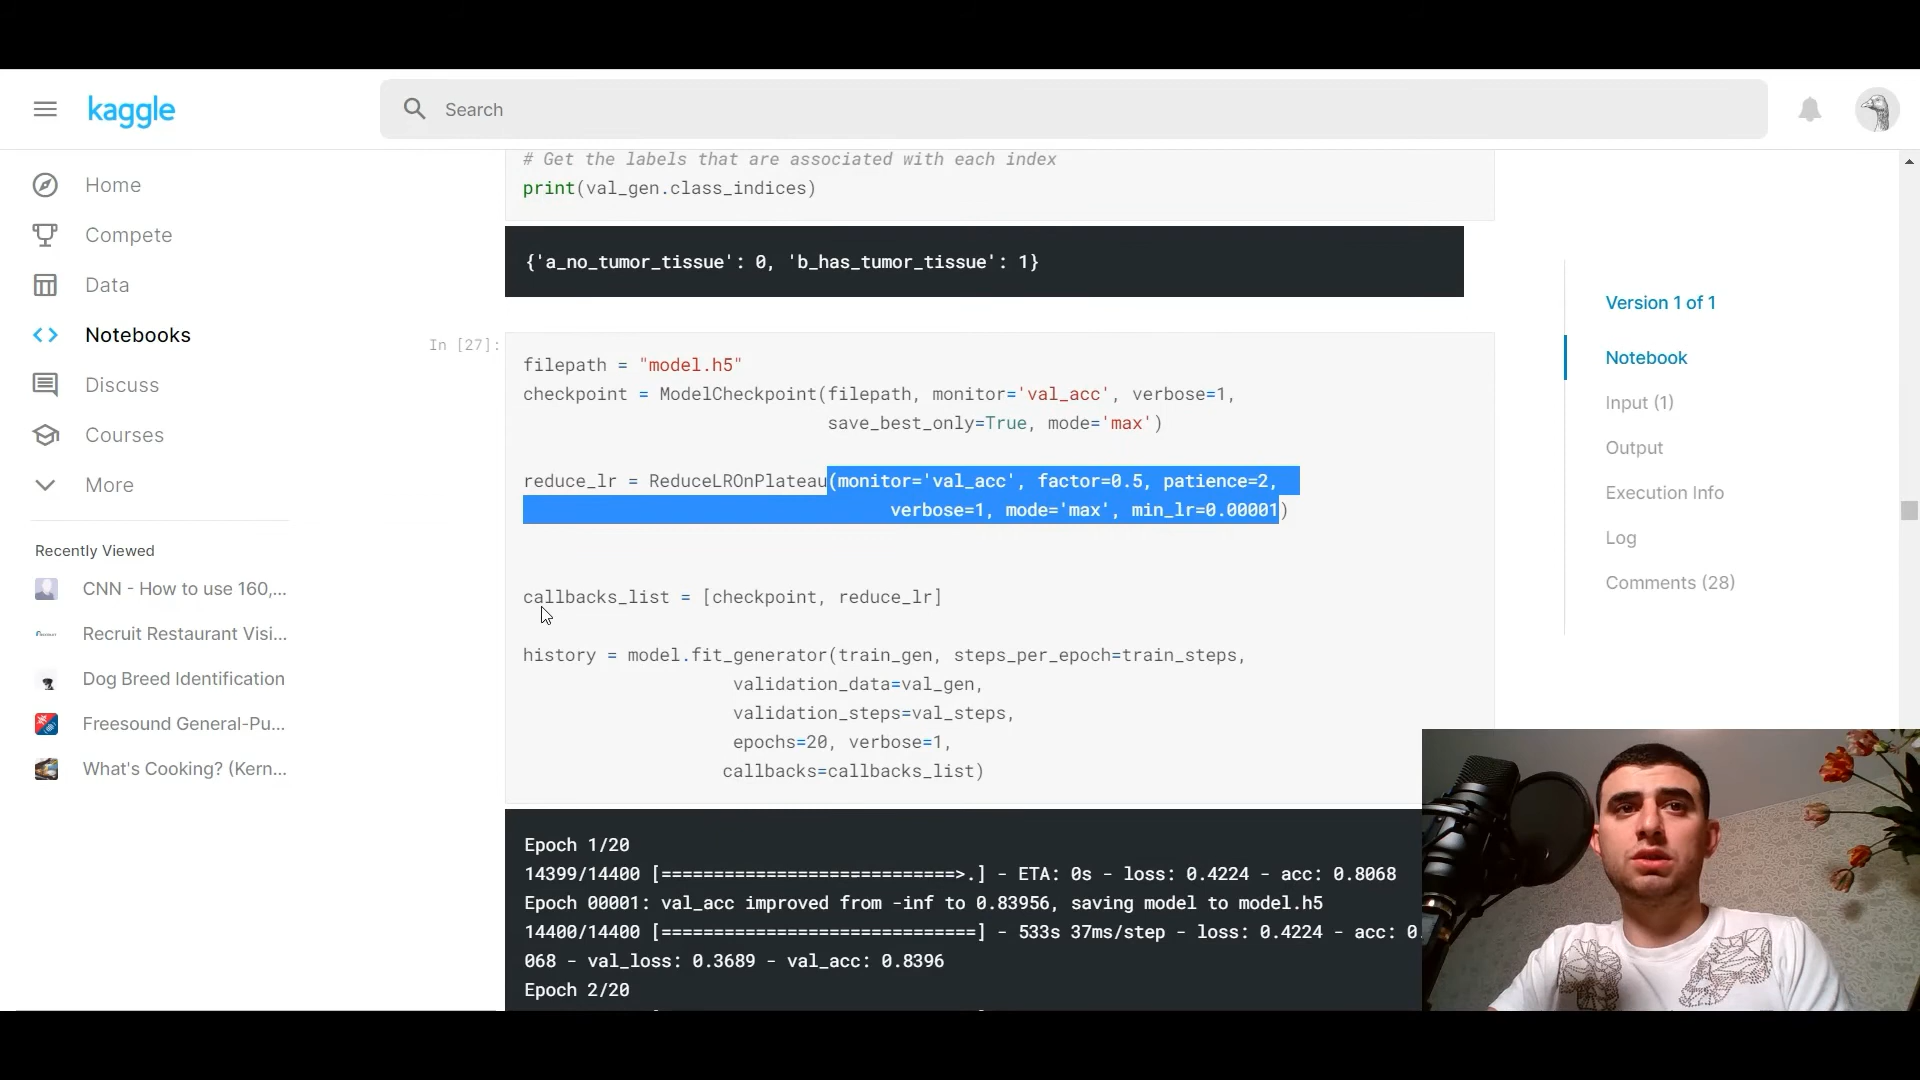 kaggle
Search
Home
Compete
Data
Notebooks
Discuss
Courses
More
Recently Viewed
CNN - How to use 160,...
Recruit Restaurant Visi...
Dog Breed Identification
Freesound General-Pu...
What's Cooking? (Kern...
# Get the labels that are associated with each index
print(val_gen.class_indices)
{'a_no_tumor_tissue': 0, 'b_has_tumor_tissue': 1}
In [27]:
filepath = "model.h5"
checkpoint = ModelCheckpoint(filepath, monitor='val_acc', verbose=1,
save_best_only=True, mode='max')
reduce_lr = ReduceLROnPlateau(monitor='val_acc', factor=0.5, patience=2,
verbose=1, mode='max', min_lr=0.00001)
callbacks_list = [checkpoint, reduce_lr]
history = model.fit_generator(train_gen, steps_per_epoch=train_steps,
validation_data=val_gen,
validation_steps=val_steps,
epochs=20, verbose=1,
callbacks=callbacks_list)
Epoch 1/20
14399/14400 [============================>.] - ETA: 0s - loss: 0.4224 - acc: 0.8068
Epoch 00001: val_acc improved from -inf to 0.83956, saving model to model.h5
14400/14400 [==============================] - 533s 37ms/step - loss: 0.4224 - acc: 0.
068 - val_loss: 0.3689 - val_acc: 0.8396
Epoch 2/20
Version 1 of 1
Notebook
Input (1)
Output
Execution Info
Log
Comments (28)